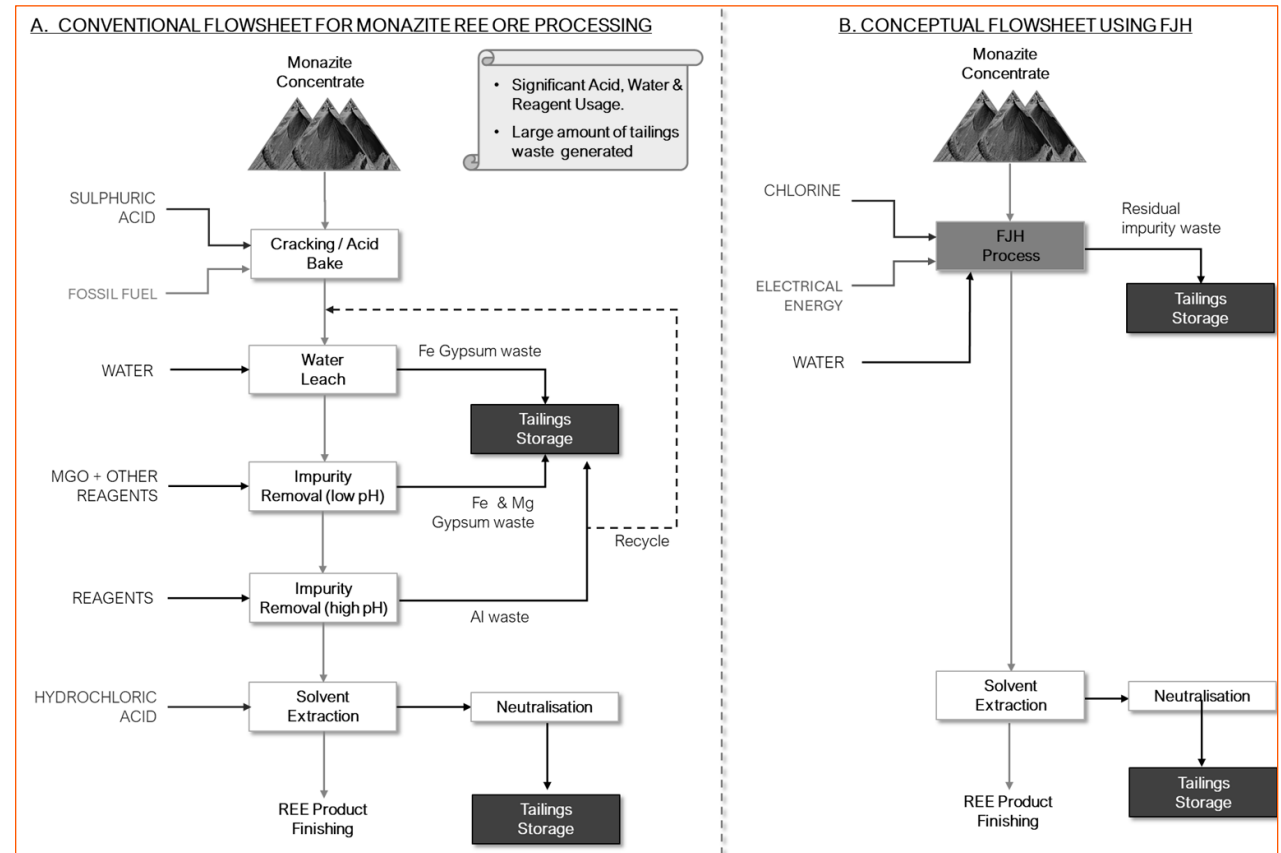 A. CONVENTIONAL FLOWSHEET FOR MONAZITE REE ORE PROCESSING
Monazite
Concentrate
• Significant Acid, Water &
Reagent Usage.
• Large amount of tailings
waste generated
SULPHURIC
ACID
Cracking / Acid
Bake
FOSSIL FUEL
WATER
Water
Leach
Fe Gypsum waste
Tailings
Storage
MGO + OTHER
REAGENTS
Impurity
Removal (low pH)
Fe & Mg
Gypsum waste
Recycle
REAGENTS
Impurity
Removal (high pH)
Al waste
HYDROCHLORIC
ACID
Solvent
Extraction
Neutralisation
REE Product
Finishing
Tailings
Storage
B. CONCEPTUAL FLOWSHEET USING FJH
Monazite
Concentrate
CHLORINE
FJH
Process
Residual
impurity waste
ELECTRICAL
ENERGY
Tailings
Storage
WATER
Solvent
Extraction
Neutralisation
REE Product
Finishing
Tailings
Storage